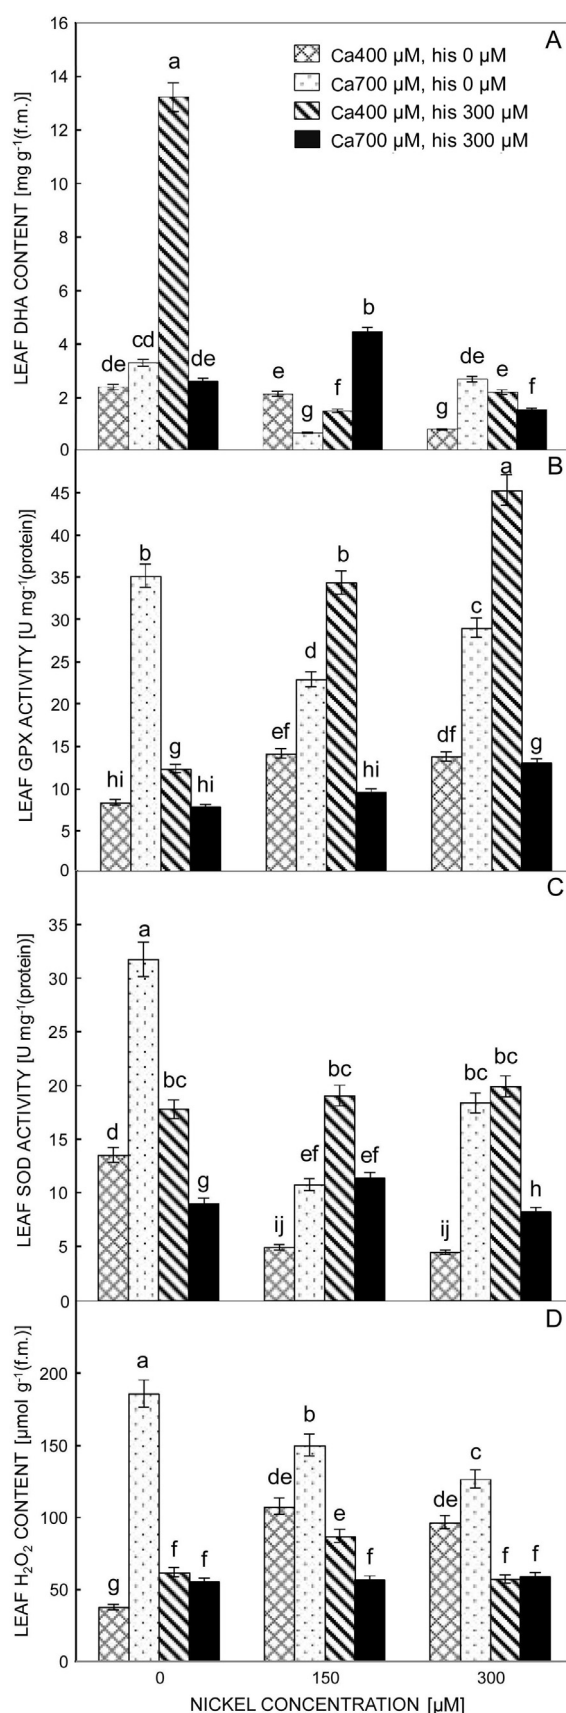 A
Ca400 µM, his 0 µM
Ca700 µM, his 0 µM
Ca400 µM, his 300 µM
Ca700 µM, his 300 µM
LEAF DHA CONTENT [mg g⁻¹(f.m.)]
16
14
12
10
8
6
4
2
0
de cd a de
e g f b
g de e f
B
LEAF GPX ACTIVITY [U mg⁻¹(protein)]
45
40
35
30
25
20
15
10
5
0
hi b g hi
ef d b hi
df c a g
C
LEAF SOD ACTIVITY [U mg⁻¹(protein)]
35
30
25
20
15
10
5
0
d a bc g
ij ef bc ef
ij bc bc h
D
LEAF H₂O₂ CONTENT [µmol g⁻¹(f.m.)]
200
150
100
50
0
g a f f
de b e f
de c f f
0 150 300
NICKEL CONCENTRATION [µM]